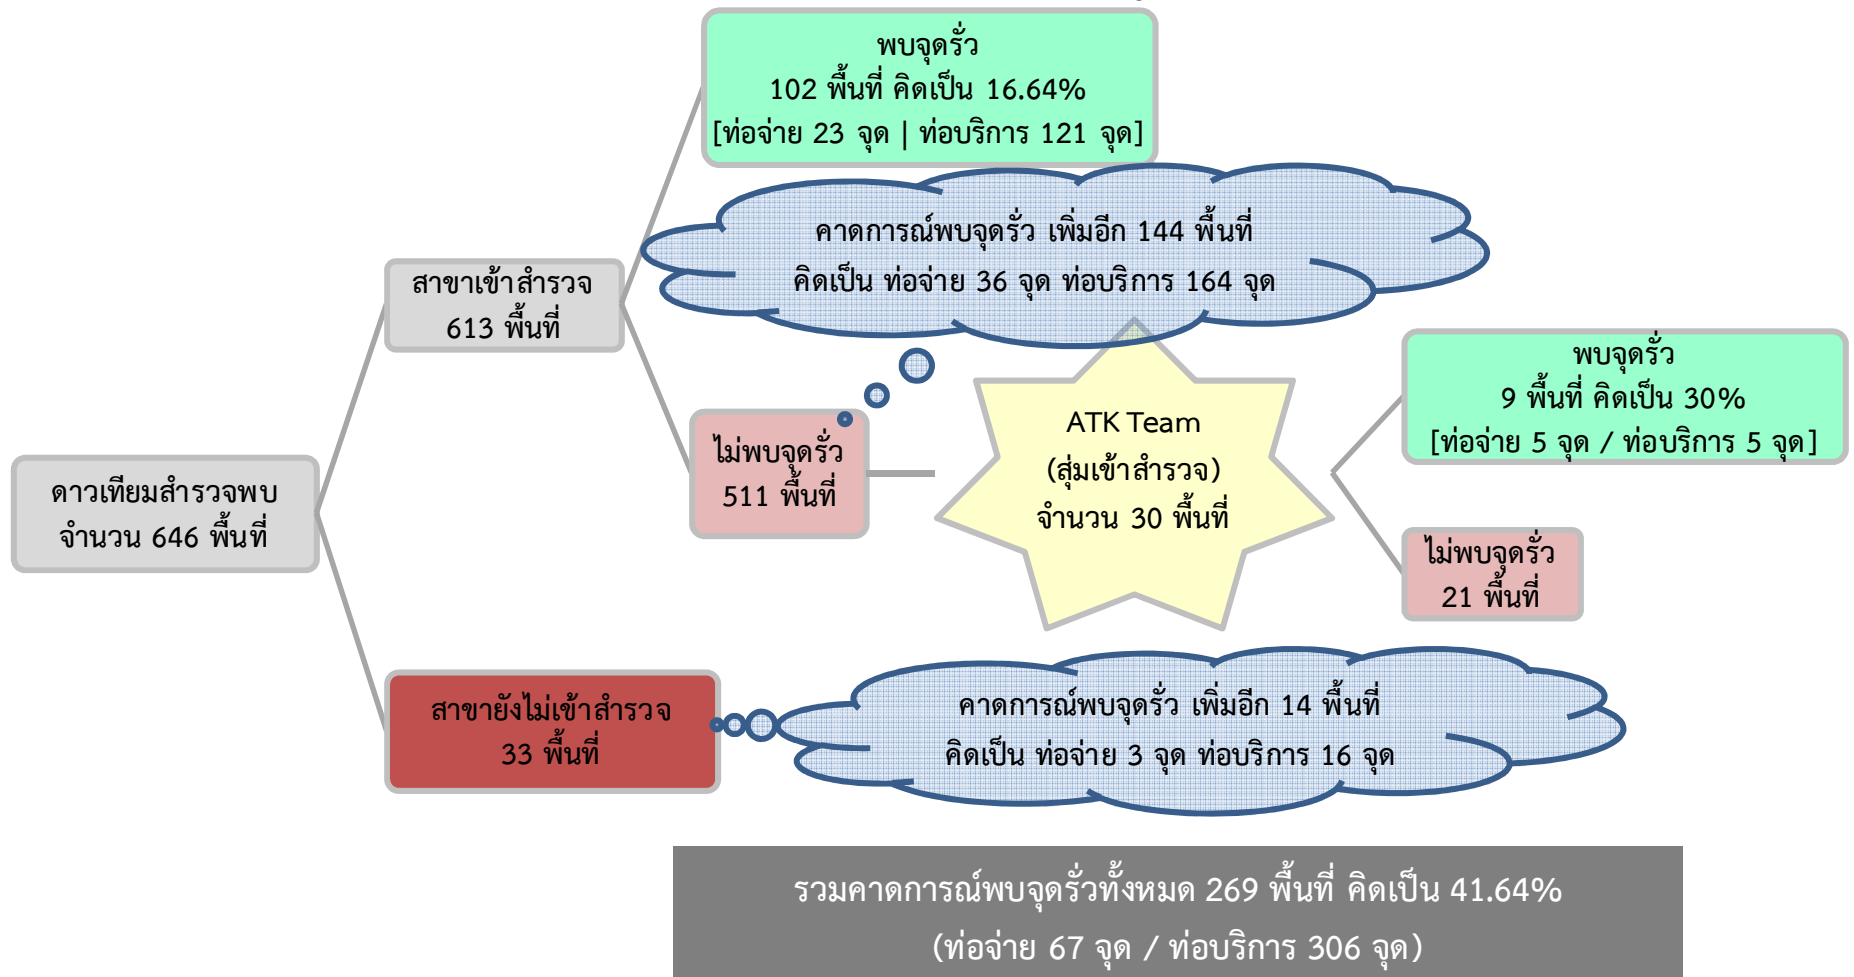 พบจุดรั่ว
102 พื้นที่ คิดเป็น 16.64%
[ท่อจ่าย 23 จุด | ท่อบริการ 121 จุด]
คาดการณ์พบจุดรั่ว เพิ่มอีก 144 พื้นที่
คิดเป็น ท่อจ่าย 36 จุด ท่อบริการ 164 จุด
สาขาเข้าสำรวจ
613 พื้นที่
พบจุดรั่ว
9 พื้นที่ คิดเป็น 30%
[ท่อจ่าย 5 จุด / ท่อบริการ 5 จุด]
ATK Team
(สุ่มเข้าสำรวจ)
จำนวน 30 พื้นที่
ไม่พบจุดรั่ว
511 พื้นที่
ดาวเทียมสำรวจพบ
จำนวน 646 พื้นที่
ไม่พบจุดรั่ว
21 พื้นที่
สาขายังไม่เข้าสำรวจ
33 พื้นที่
คาดการณ์พบจุดรั่ว เพิ่มอีก 14 พื้นที่
คิดเป็น ท่อจ่าย 3 จุด ท่อบริการ 16 จุด
รวมคาดการณ์พบจุดรั่วทั้งหมด 269 พื้นที่ คิดเป็น 41.64%
(ท่อจ่าย 67 จุด / ท่อบริการ 306 จุด)